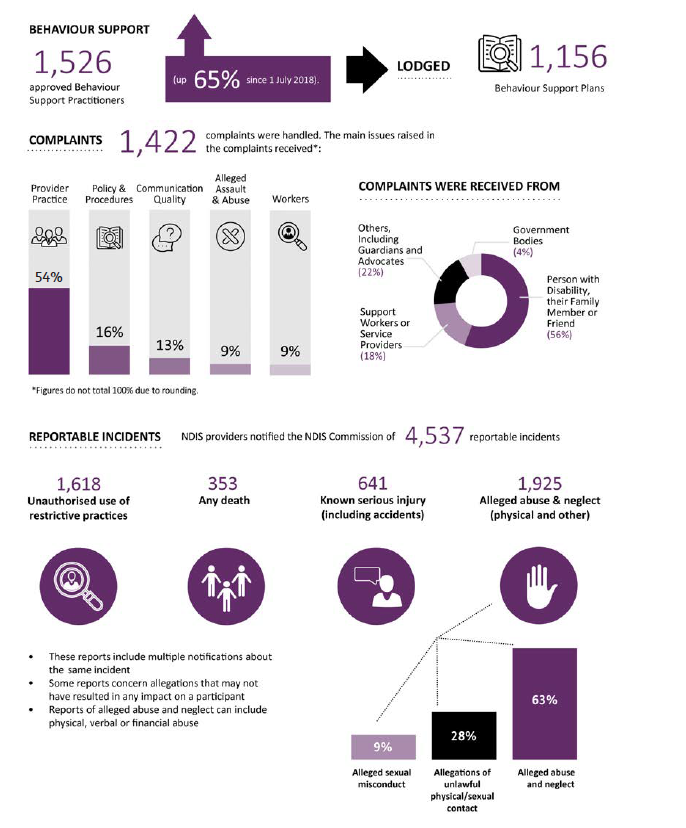 BEHAVIOUR SUPPORT
1,526
approved Behaviour
Support Practitioners
(up 65% since 1 July 2018).
LODGED
1,156
Behaviour Support Plans
COMPLAINTS 1,422 complaints were handled. The main issues raised in
the complaints received*:
Provider
Practice
Policy &
Procedures
Communication
Quality
Alleged
Assault
& Abuse
Workers
54%
16%
13%
9%
9%
*Figures do not total 100% due to rounding.
COMPLAINTS WERE RECEIVED FROM
Others,
Including
Guardians and
Advocates
(22%)
Government
Bodies
(4%)
Person with
Disability,
their Family
Member or
Friend
(56%)
Support
Workers or
Service
Providers
(18%)
REPORTABLE INCIDENTS NDIS providers notified the NDIS Commission of 4,537 reportable incidents
1,618
Unauthorised use of
restrictive practices
353
Any death
641
Known serious injury
(including accidents)
1,925
Alleged abuse & neglect
(physical and other)
• These reports include multiple notifications about
the same incident
• Some reports concern allegations that may not
have resulted in any impact on a participant
• Reports of alleged abuse and neglect can include
physical, verbal or financial abuse
9%
28%
63%
Alleged sexual
misconduct
Allegations of
unlawful
physical/sexual
contact
Alleged abuse
and neglect